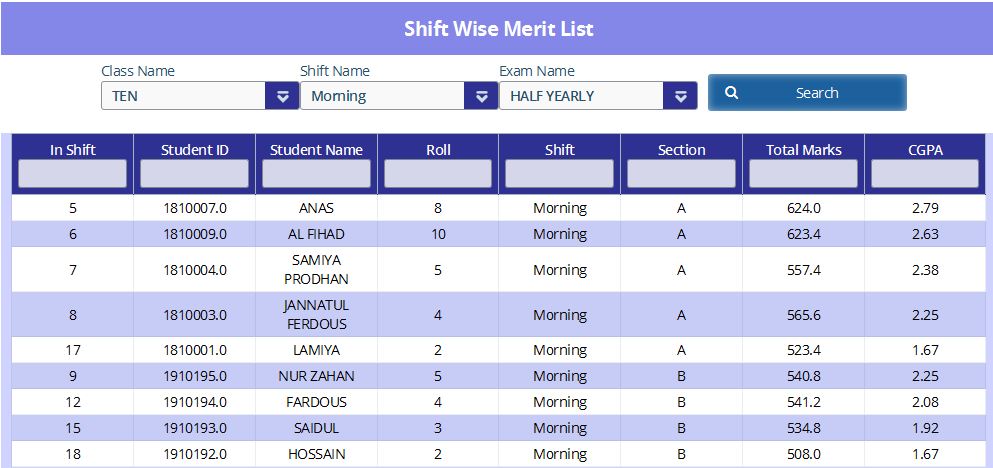 Shift Wise Merit List
Class Name Shift Name Exam Name
TEN Morning HALF YEARLY Search
In Shift Student ID Student Name Roll Shift Section Total Marks CGPA
5 1810007.0 ANAS 8 Morning A 624.0 2.79
6 1810009.0 AL FIHAD 10 Morning A 623.4 2.63
7 1810004.0 SAMIYA PRODHAN 5 Morning A 557.4 2.38
8 1810003.0 JANNATUL FERDOUS 4 Morning A 565.6 2.25
17 1810001.0 LAMIYA 2 Morning A 523.4 1.67
9 1910195.0 NUR ZAHAN 5 Morning B 540.8 2.25
12 1910194.0 FARDOUS 4 Morning B 541.2 2.08
15 1910193.0 SAIDUL 3 Morning B 534.8 1.92
18 1910192.0 HOSSAIN 2 Morning B 508.0 1.67